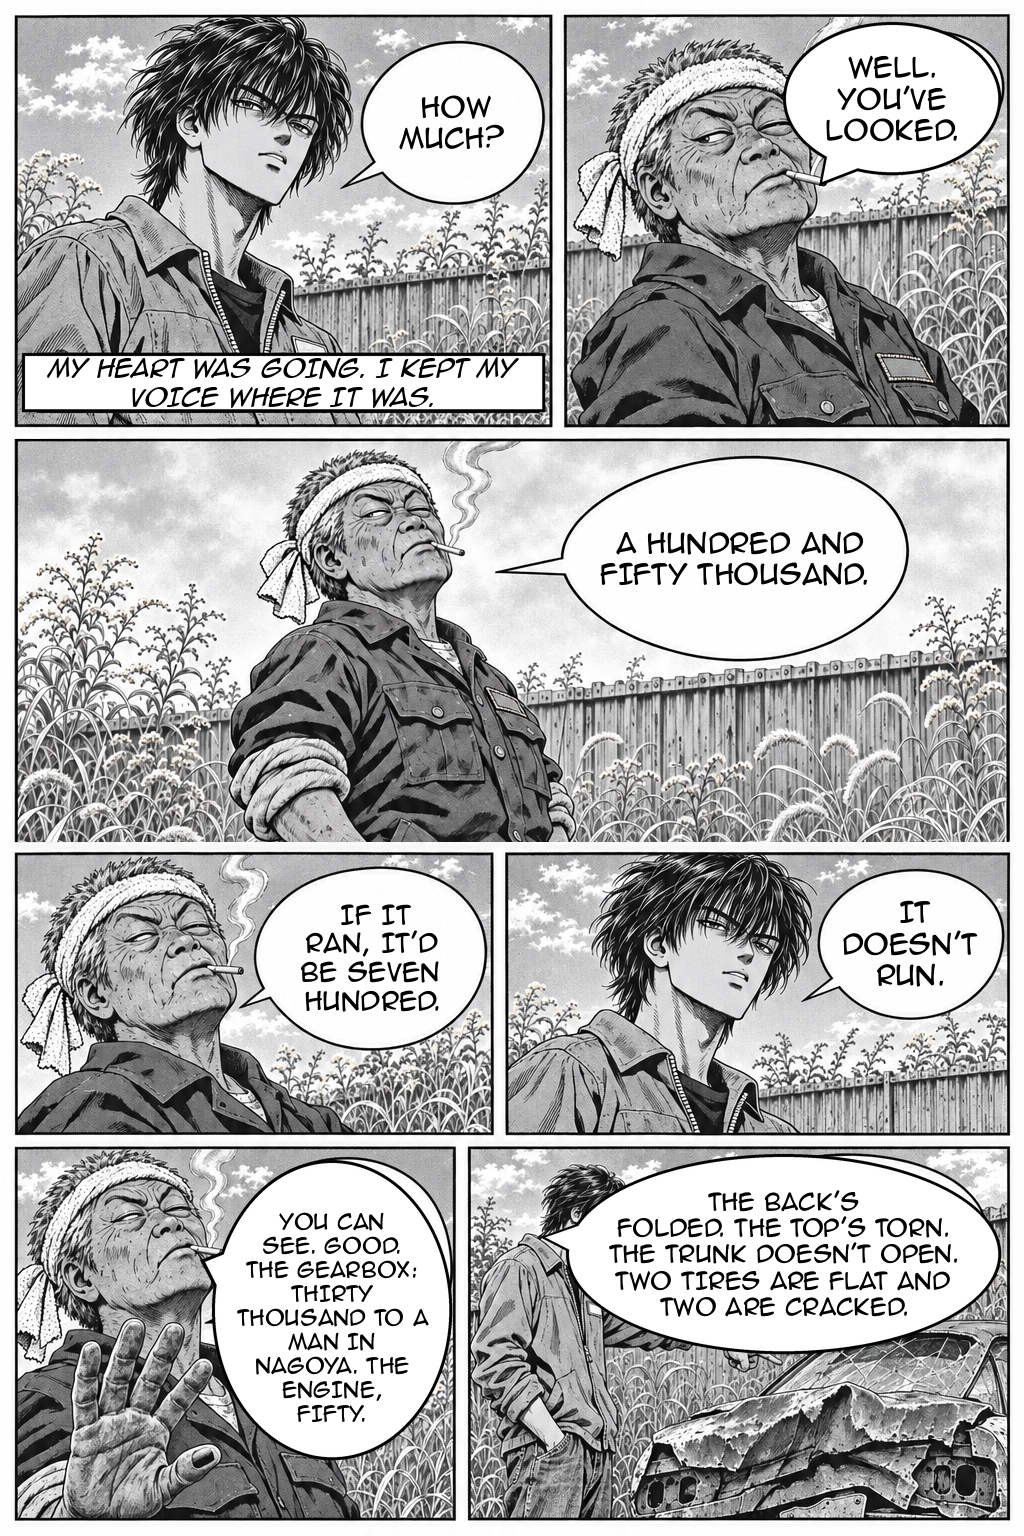 HOW
MUCH?
MY HEART WAS GOING. I KEPT MY
VOICE WHERE IT WAS.
WELL.
YOU'VE
LOOKED.
A HUNDRED AND
FIFTY THOUSAND.
IF IT
RAN, IT'D
BE SEVEN
HUNDRED.
IT
DOESN'T
RUN.
YOU CAN
SEE. GOOD.
THE GEARBOX:
THIRTY
THOUSAND TO A
MAN IN
NAGOYA. THE
ENGINE,
FIFTY.
THE BACK'S
FOLDED. THE TOP'S TORN.
THE TRUNK DOESN'T OPEN.
TWO TIRES ARE FLAT AND
TWO ARE CRACKED.